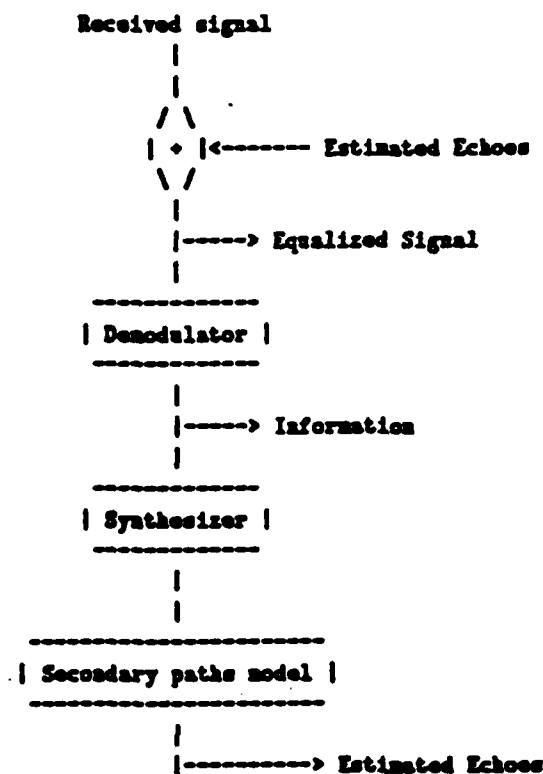 Received signal
+
Estimated Echoes
Equalized Signal
Demodulator
Information
Synthesizer
Secondary paths model
Estimated Echoes